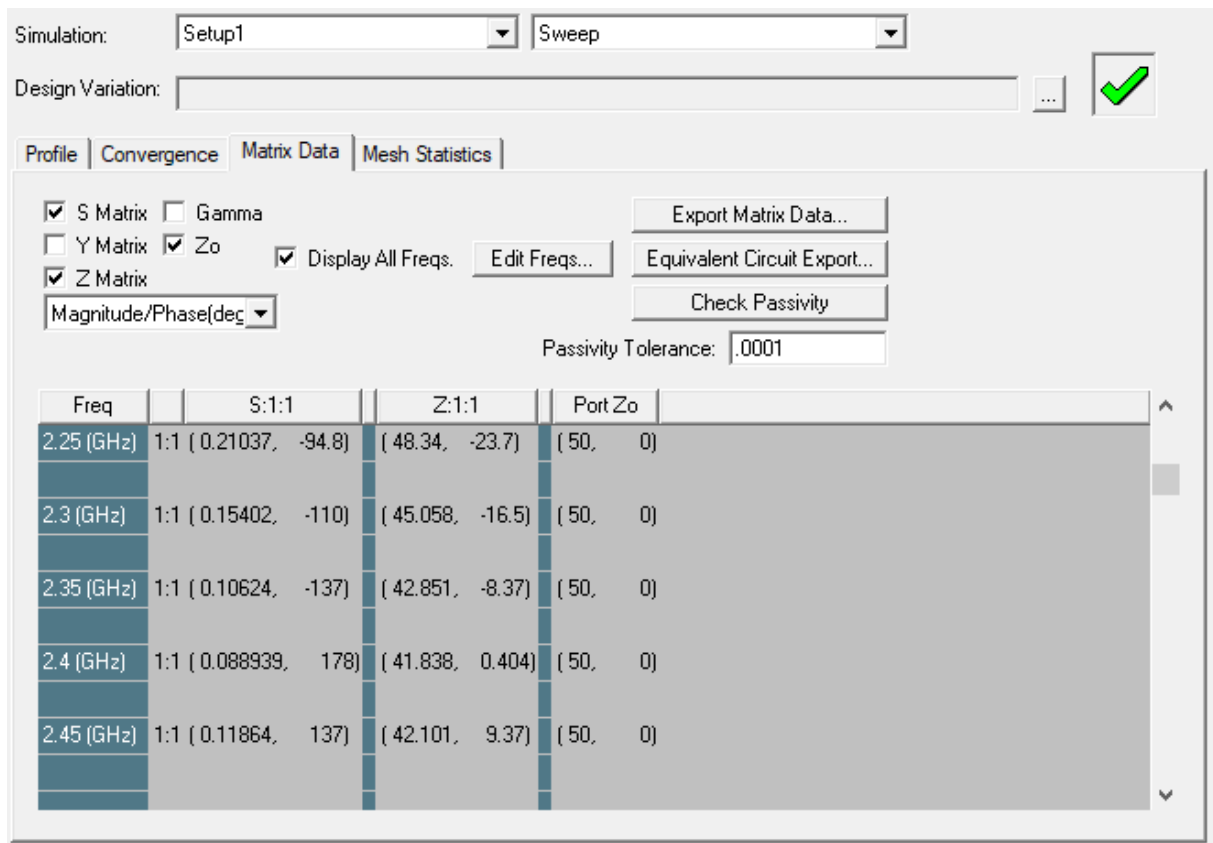 Simulation: Setup1 Sweep
Design Variation: ...
Profile Convergence Matrix Data Mesh Statistics
S Matrix Gamma Export Matrix Data...
Y Matrix Zo Display All Freqs. Edit Freqs... Equivalent Circuit Export...
Z Matrix
Magnitude/Phase(deg Check Passivity
Passivity Tolerance: .0001
Freq S:1:1 Z:1:1 Port Zo
2.25 (GHz) 1:1 ( 0.21037, -94.8) ( 48.34, -23.7) ( 50, 0)
2.3 (GHz) 1:1 ( 0.15402, -110) ( 45.058, -16.5) ( 50, 0)
2.35 (GHz) 1:1 ( 0.10624, -137) ( 42.851, -8.37) ( 50, 0)
2.4 (GHz) 1:1 ( 0.088939, 178) ( 41.838, 0.404) ( 50, 0)
2.45 (GHz) 1:1 ( 0.11864, 137) ( 42.101, 9.37) ( 50, 0)